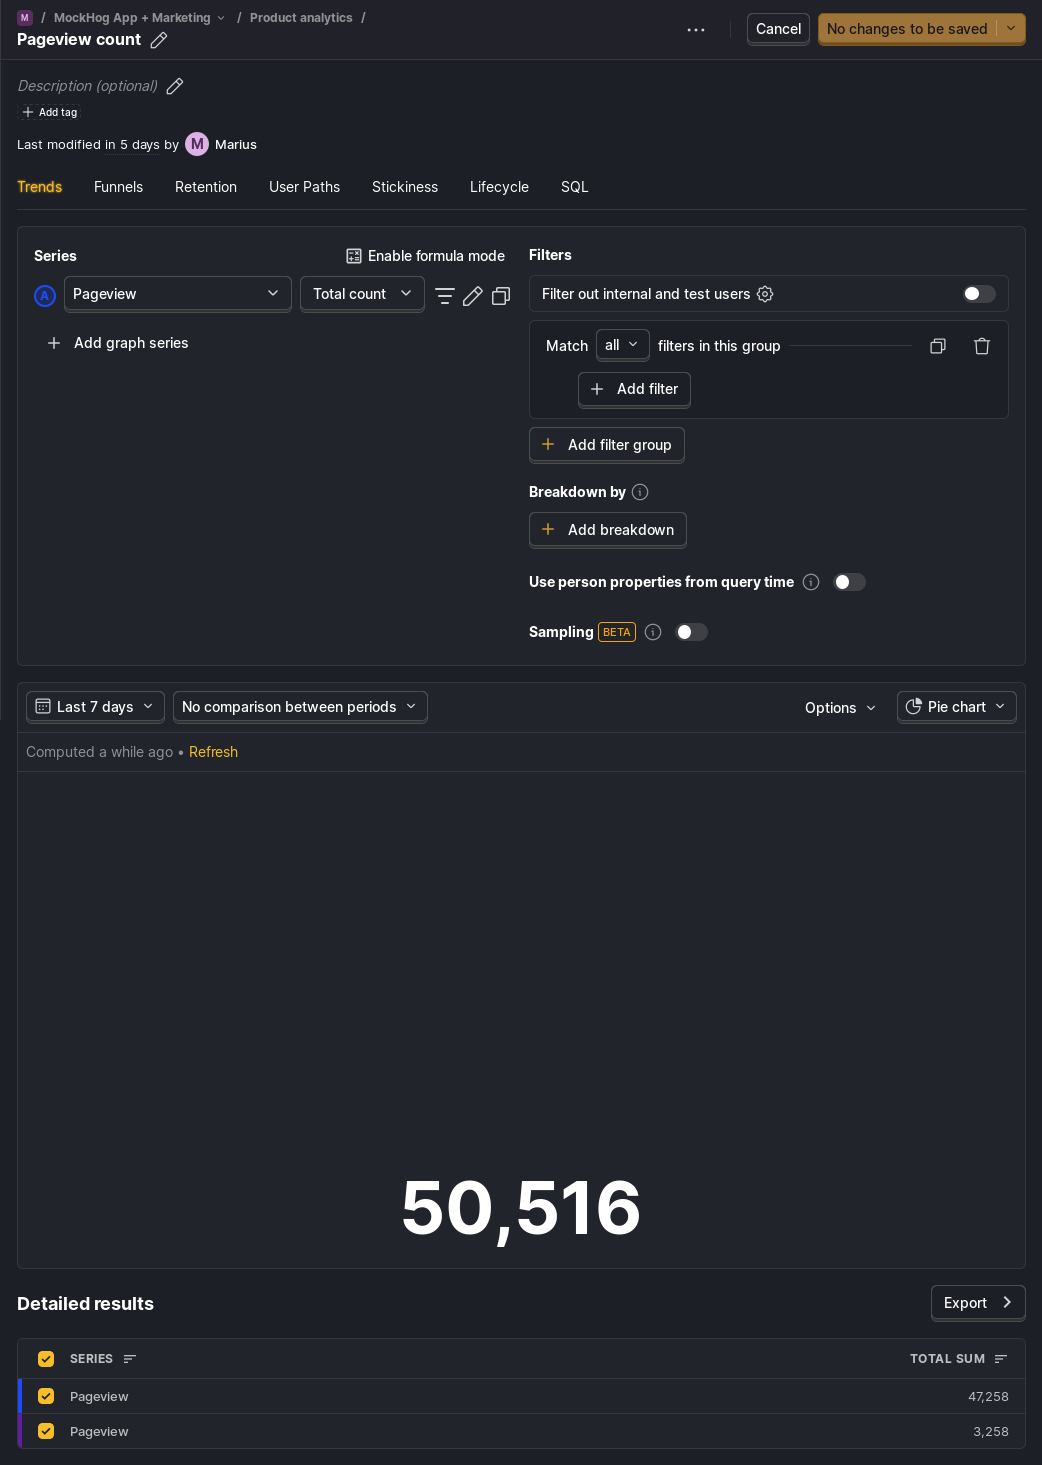 M / MockHog App + Marketing / Product analytics /
Pageview count
Cancel
No changes to be saved
Description (optional)
Add tag
Last modified in 5 days by M Marius
Trends Funnels Retention User Paths Stickiness Lifecycle SQL
Series
Enable formula mode
A Pageview Total count
Add graph series
Filters
Filter out internal and test users
Match all filters in this group
Add filter
Add filter group
Breakdown by
Add breakdown
Use person properties from query time
Sampling BETA
Last 7 days No comparison between periods Options Pie chart
Computed a while ago • Refresh
50,516
Detailed results
Export
SERIES TOTAL SUM
Pageview 47,258
Pageview 3,258